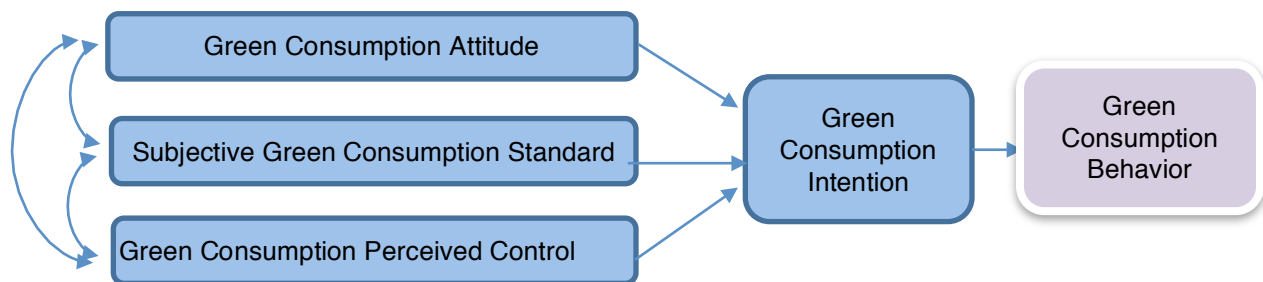 Green Consumption Attitude
Subjective Green Consumption Standard
Green Consumption Perceived Control
Green
Consumption
Intention
Green
Consumption
Behavior